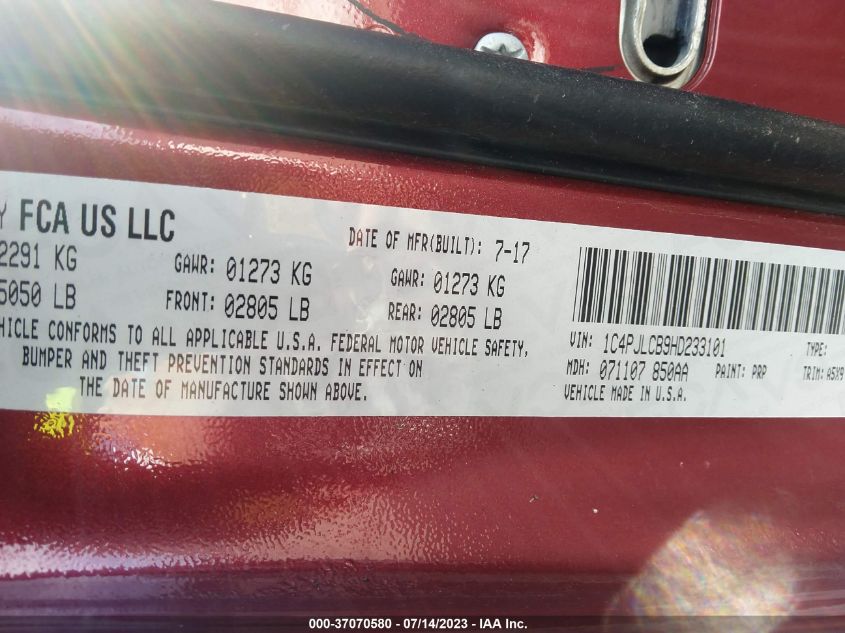 Y FCA US LLC
2291 KG
5050 LB
GAWR: 01273 KG
FRONT: 02805 LB
DATE OF MFR(BUILT): 7-17
GAWR: 01273 KG
REAR: 02805 LB
HICLE CONFORMS TO ALL APPLICABLE U.S.A. FEDERAL MOTOR VEHICLE SAFETY,
BUMPER AND THEFT PREVENTION STANDARDS IN EFFECT ON
THE DATE OF MANUFACTURE SHOWN ABOVE.
VIN: 1C4PJLCB9HD233101 TYPE:
MDH: 071107 850AA PAINT: PRP TRIM: A5X9
VEHICLE MADE IN U.S.A.
000-37070580 - 07/14/2023 - IAA Inc.